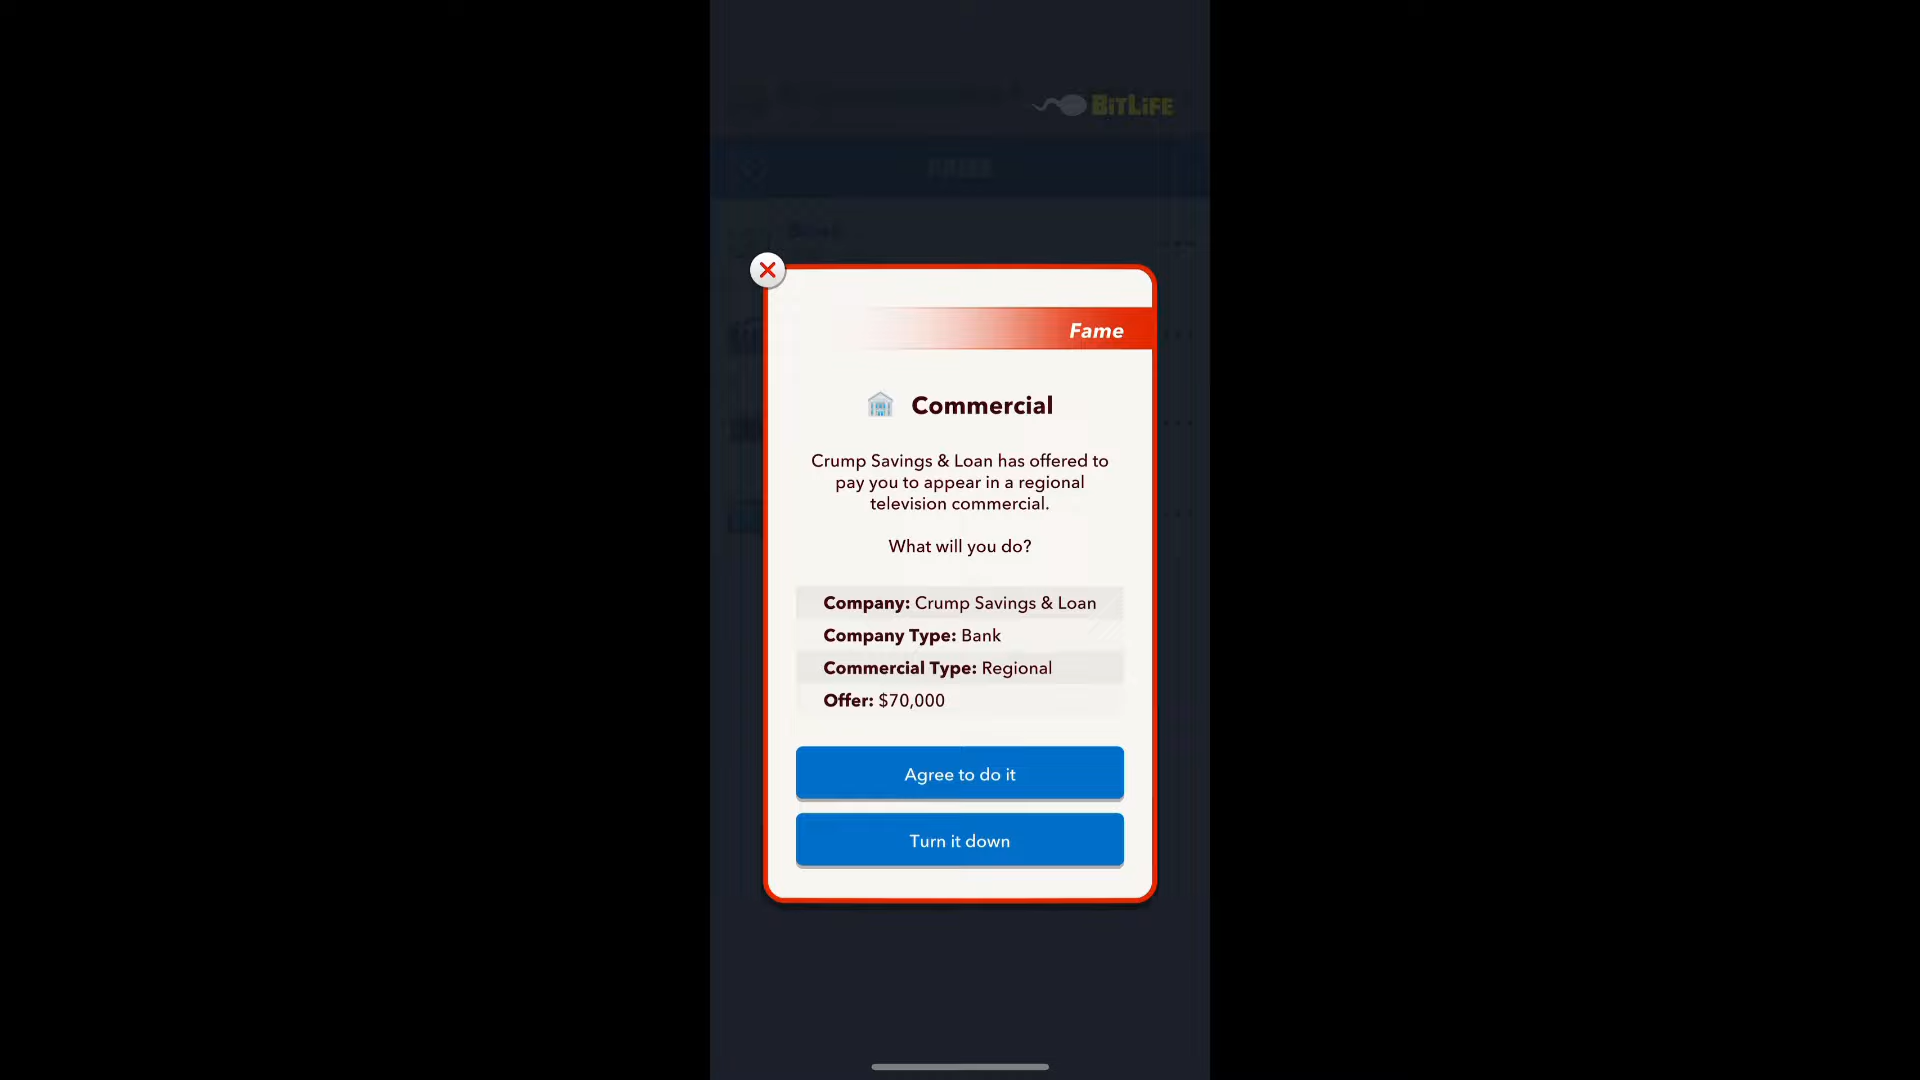 BITLIFE
Fame
Commercial
Crump Savings & Loan has offered to
pay you to appear in a regional
television commercial.
What will you do?
Company: Crump Savings & Loan
Company Type: Bank
Commercial Type: Regional
Offer: $70,000
Agree to do it
Turn it down